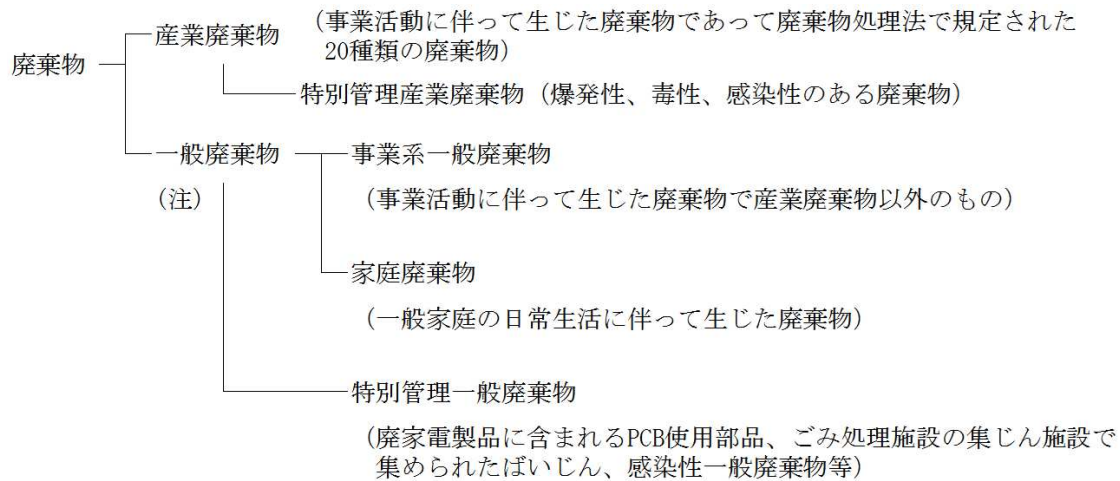 産業廃棄物 （事業活動に伴って生じた廃棄物であって廃棄物処理法で規定された
20種類の廃棄物）
廃棄物
特別管理産業廃棄物（爆発性、毒性、感染性のある廃棄物）
一般廃棄物 事業系一般廃棄物
（注） （事業活動に伴って生じた廃棄物で産業廃棄物以外のもの）
家庭廃棄物
（一般家庭の日常生活に伴って生じた廃棄物）
特別管理一般廃棄物
（廃家電製品に含まれるPCB使用部品、ごみ処理施設の集じん施設で
集められたばいじん、感染性一般廃棄物等）